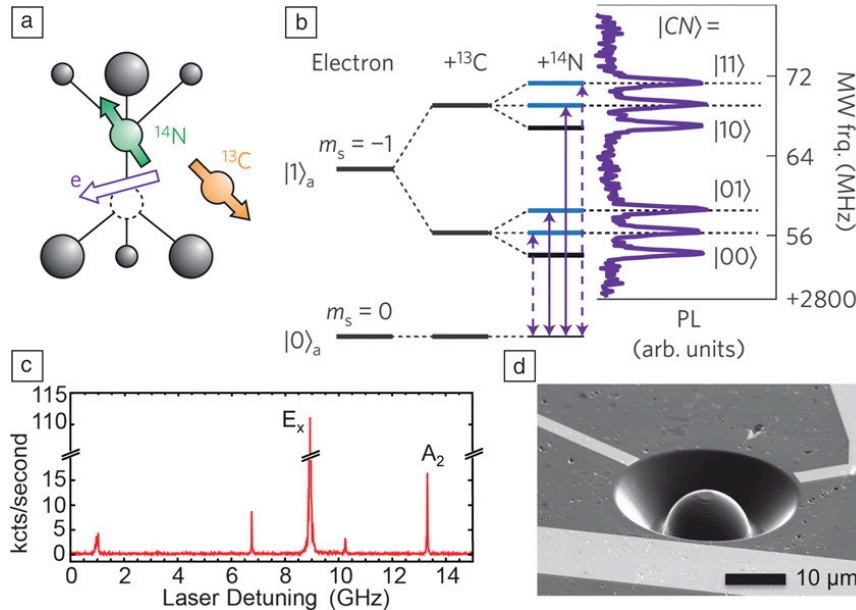 a
14N
13C
e
b
Electron
+13C
+14N
|CN⟩ =
ms = −1
|1⟩a
ms = 0
|0⟩a
|11⟩
|10⟩
|01⟩
|00⟩
72
64
56
+2800
MW frq. (MHz)
PL
(arb. units)
c
115
110
15
10
5
0
kcts/second
Ex
A2
0 2 4 6 8 10 12 14
Laser Detuning (GHz)
d
10 µm